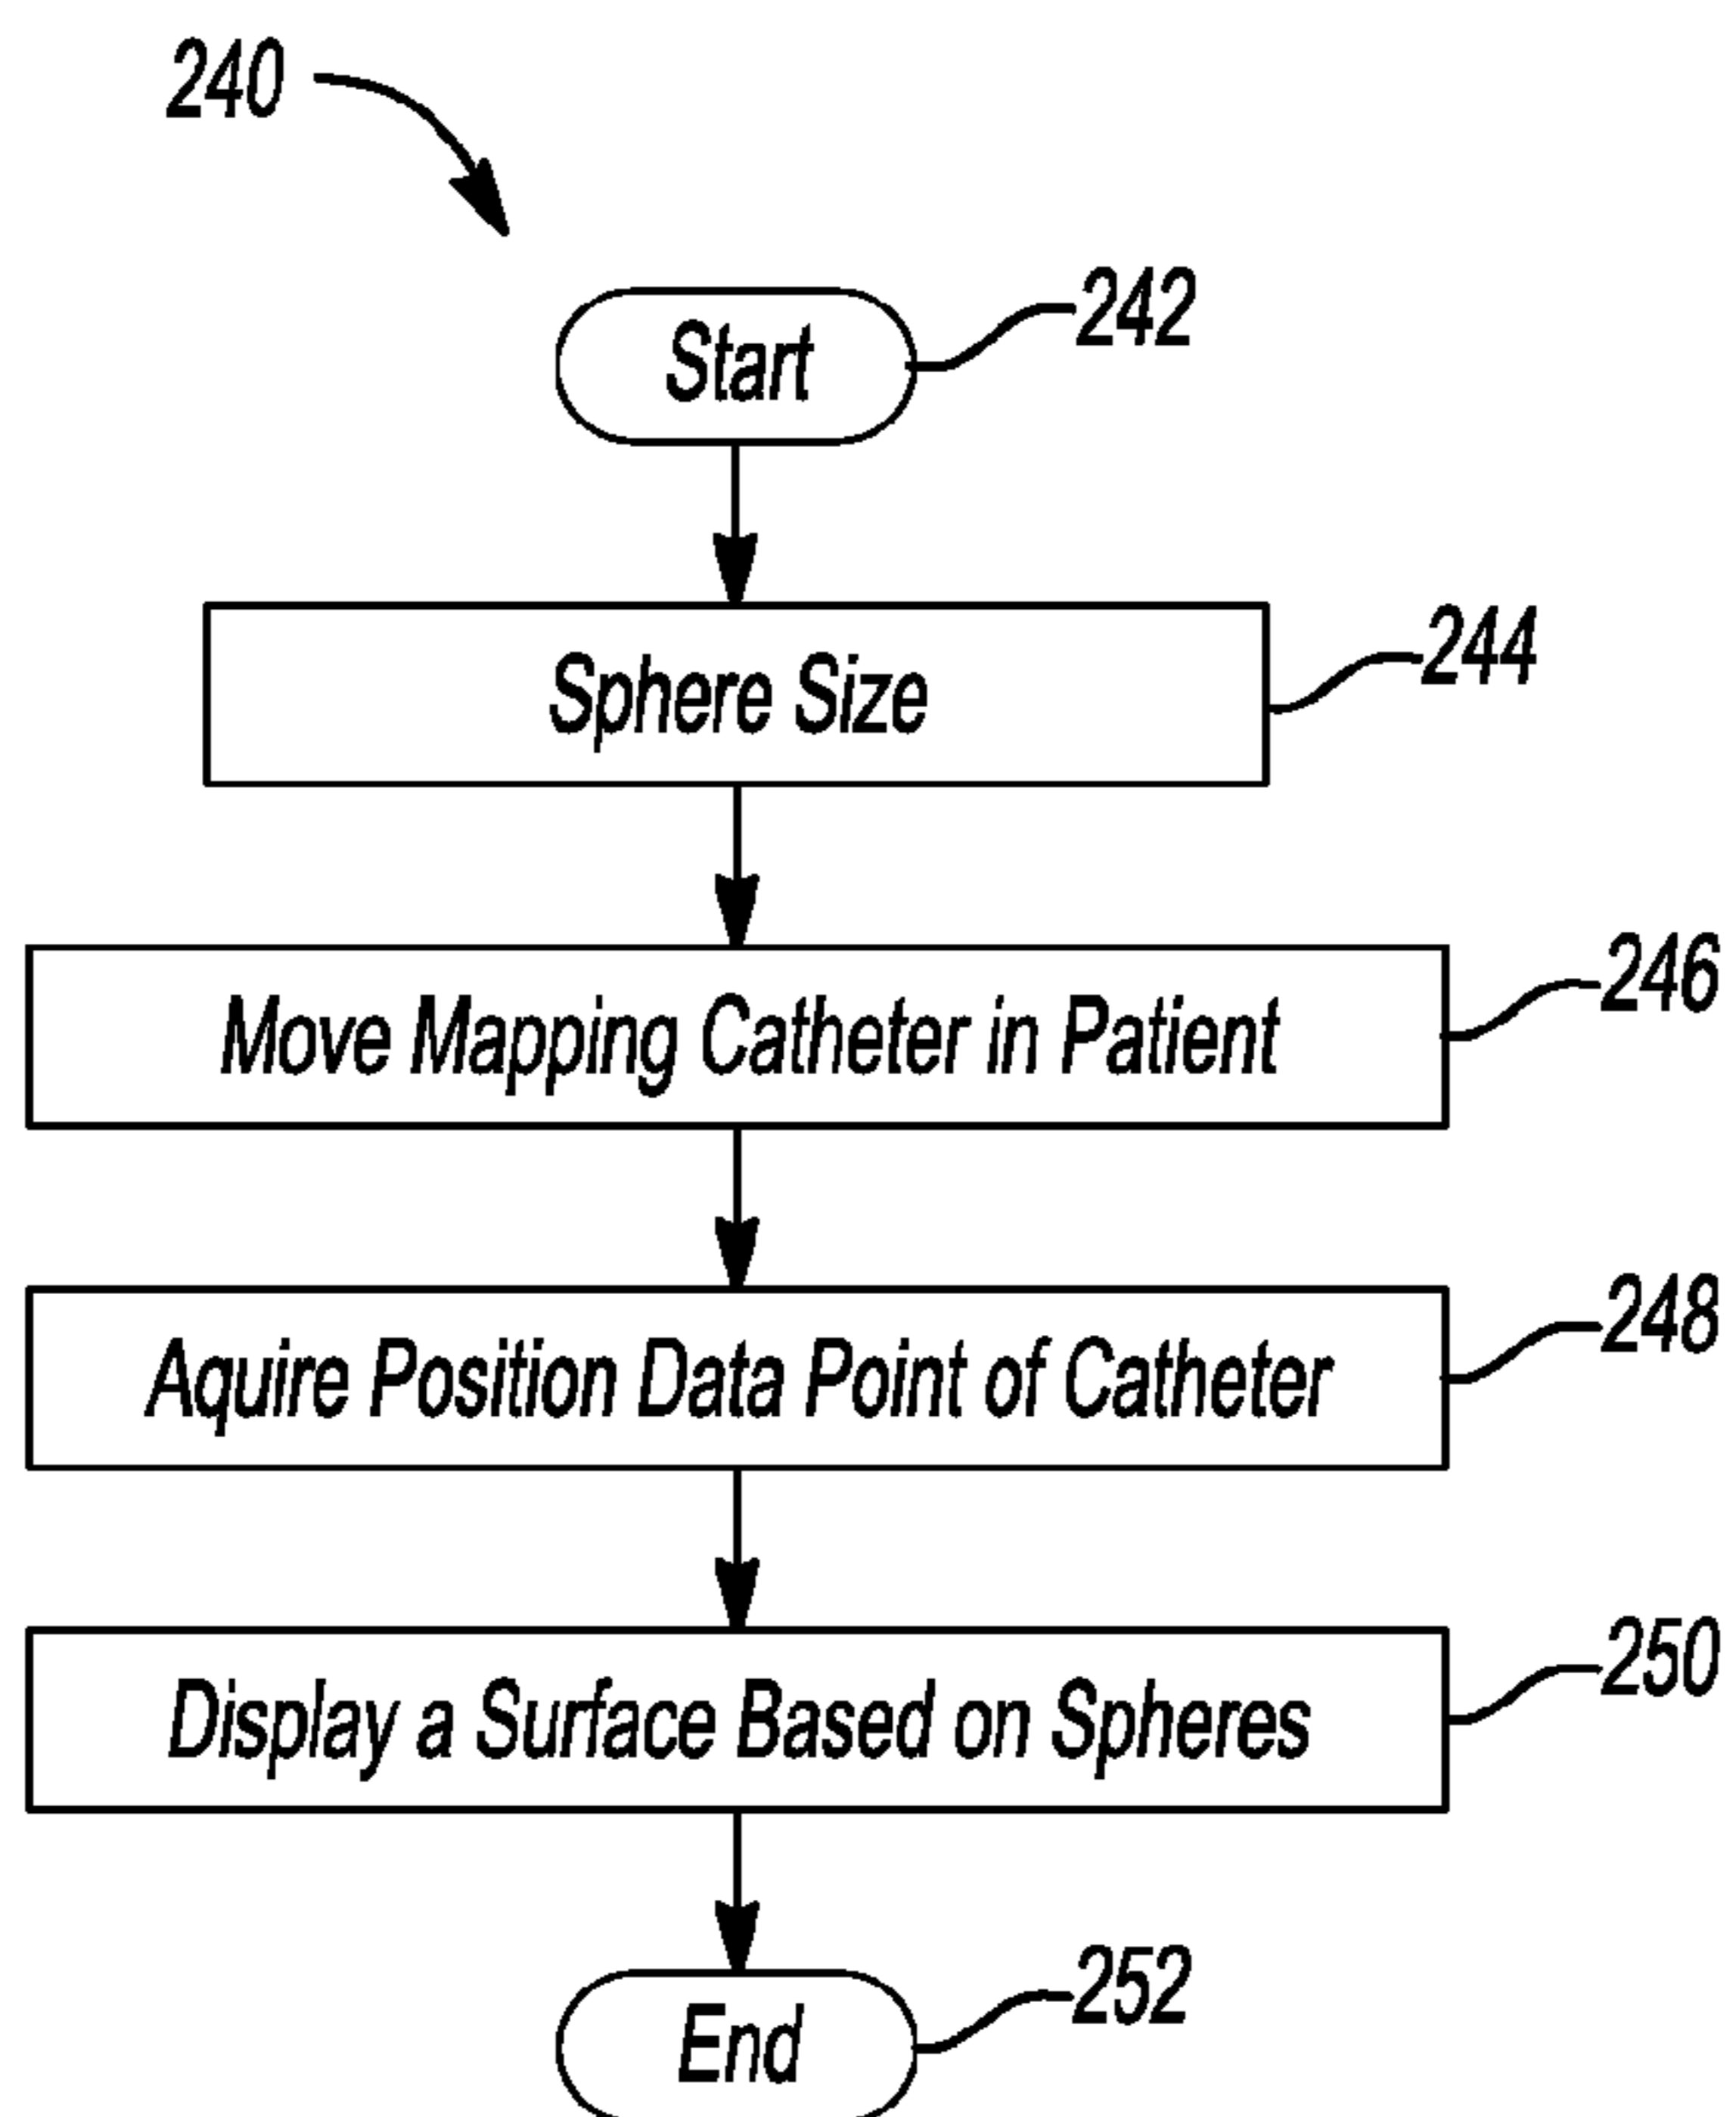 240
Start
242
Sphere Size
244
Move Mapping Catheter in Patient
246
Aquire Position Data Point of Catheter
248
Display a Surface Based on Spheres
250
End
252